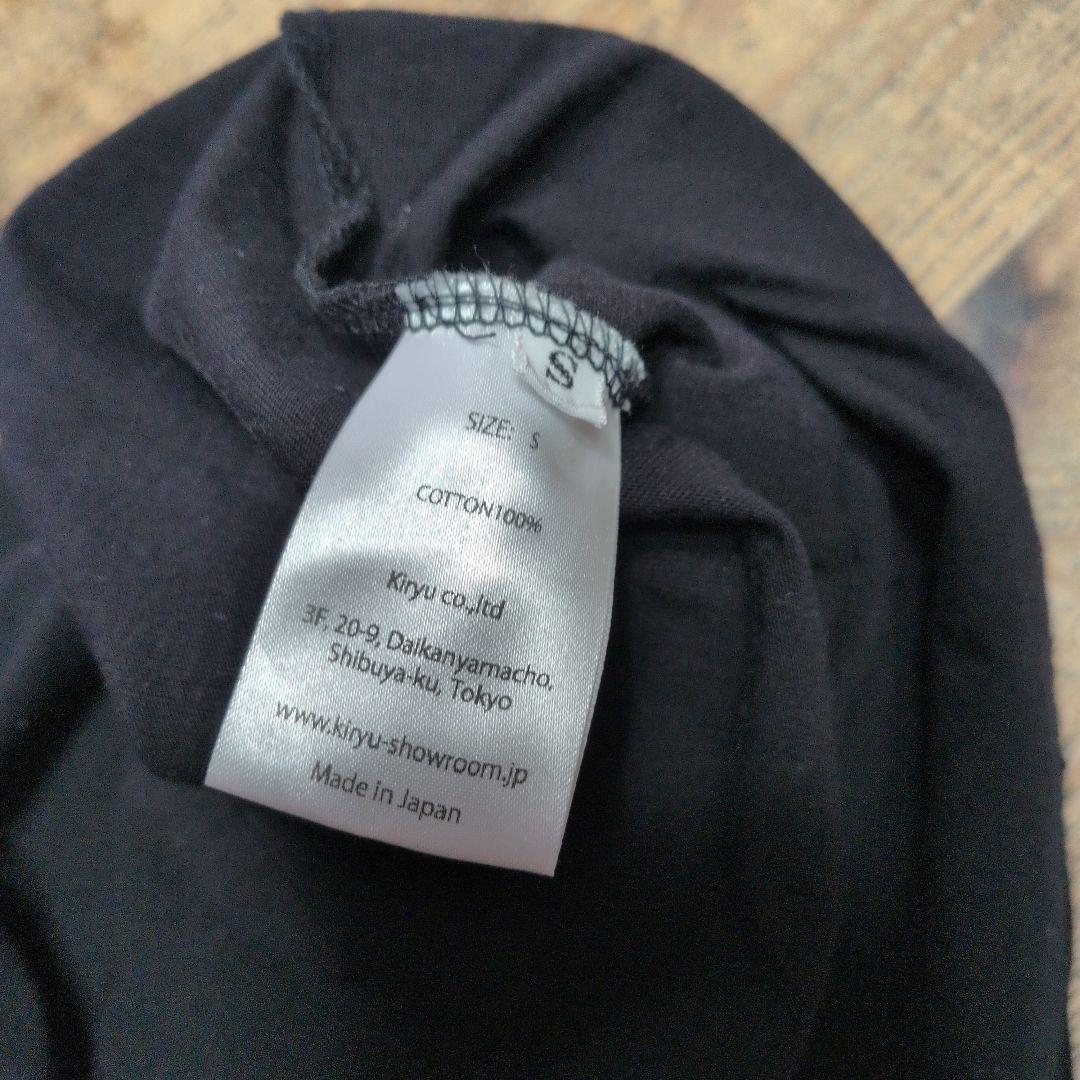 S
SIZE: S
COTTON100%
Kiryu co.,ltd
3F, 20-9, Daikanyamacho,
Shibuya-ku, Tokyo
www.kiryu-showroom.jp
Made in Japan